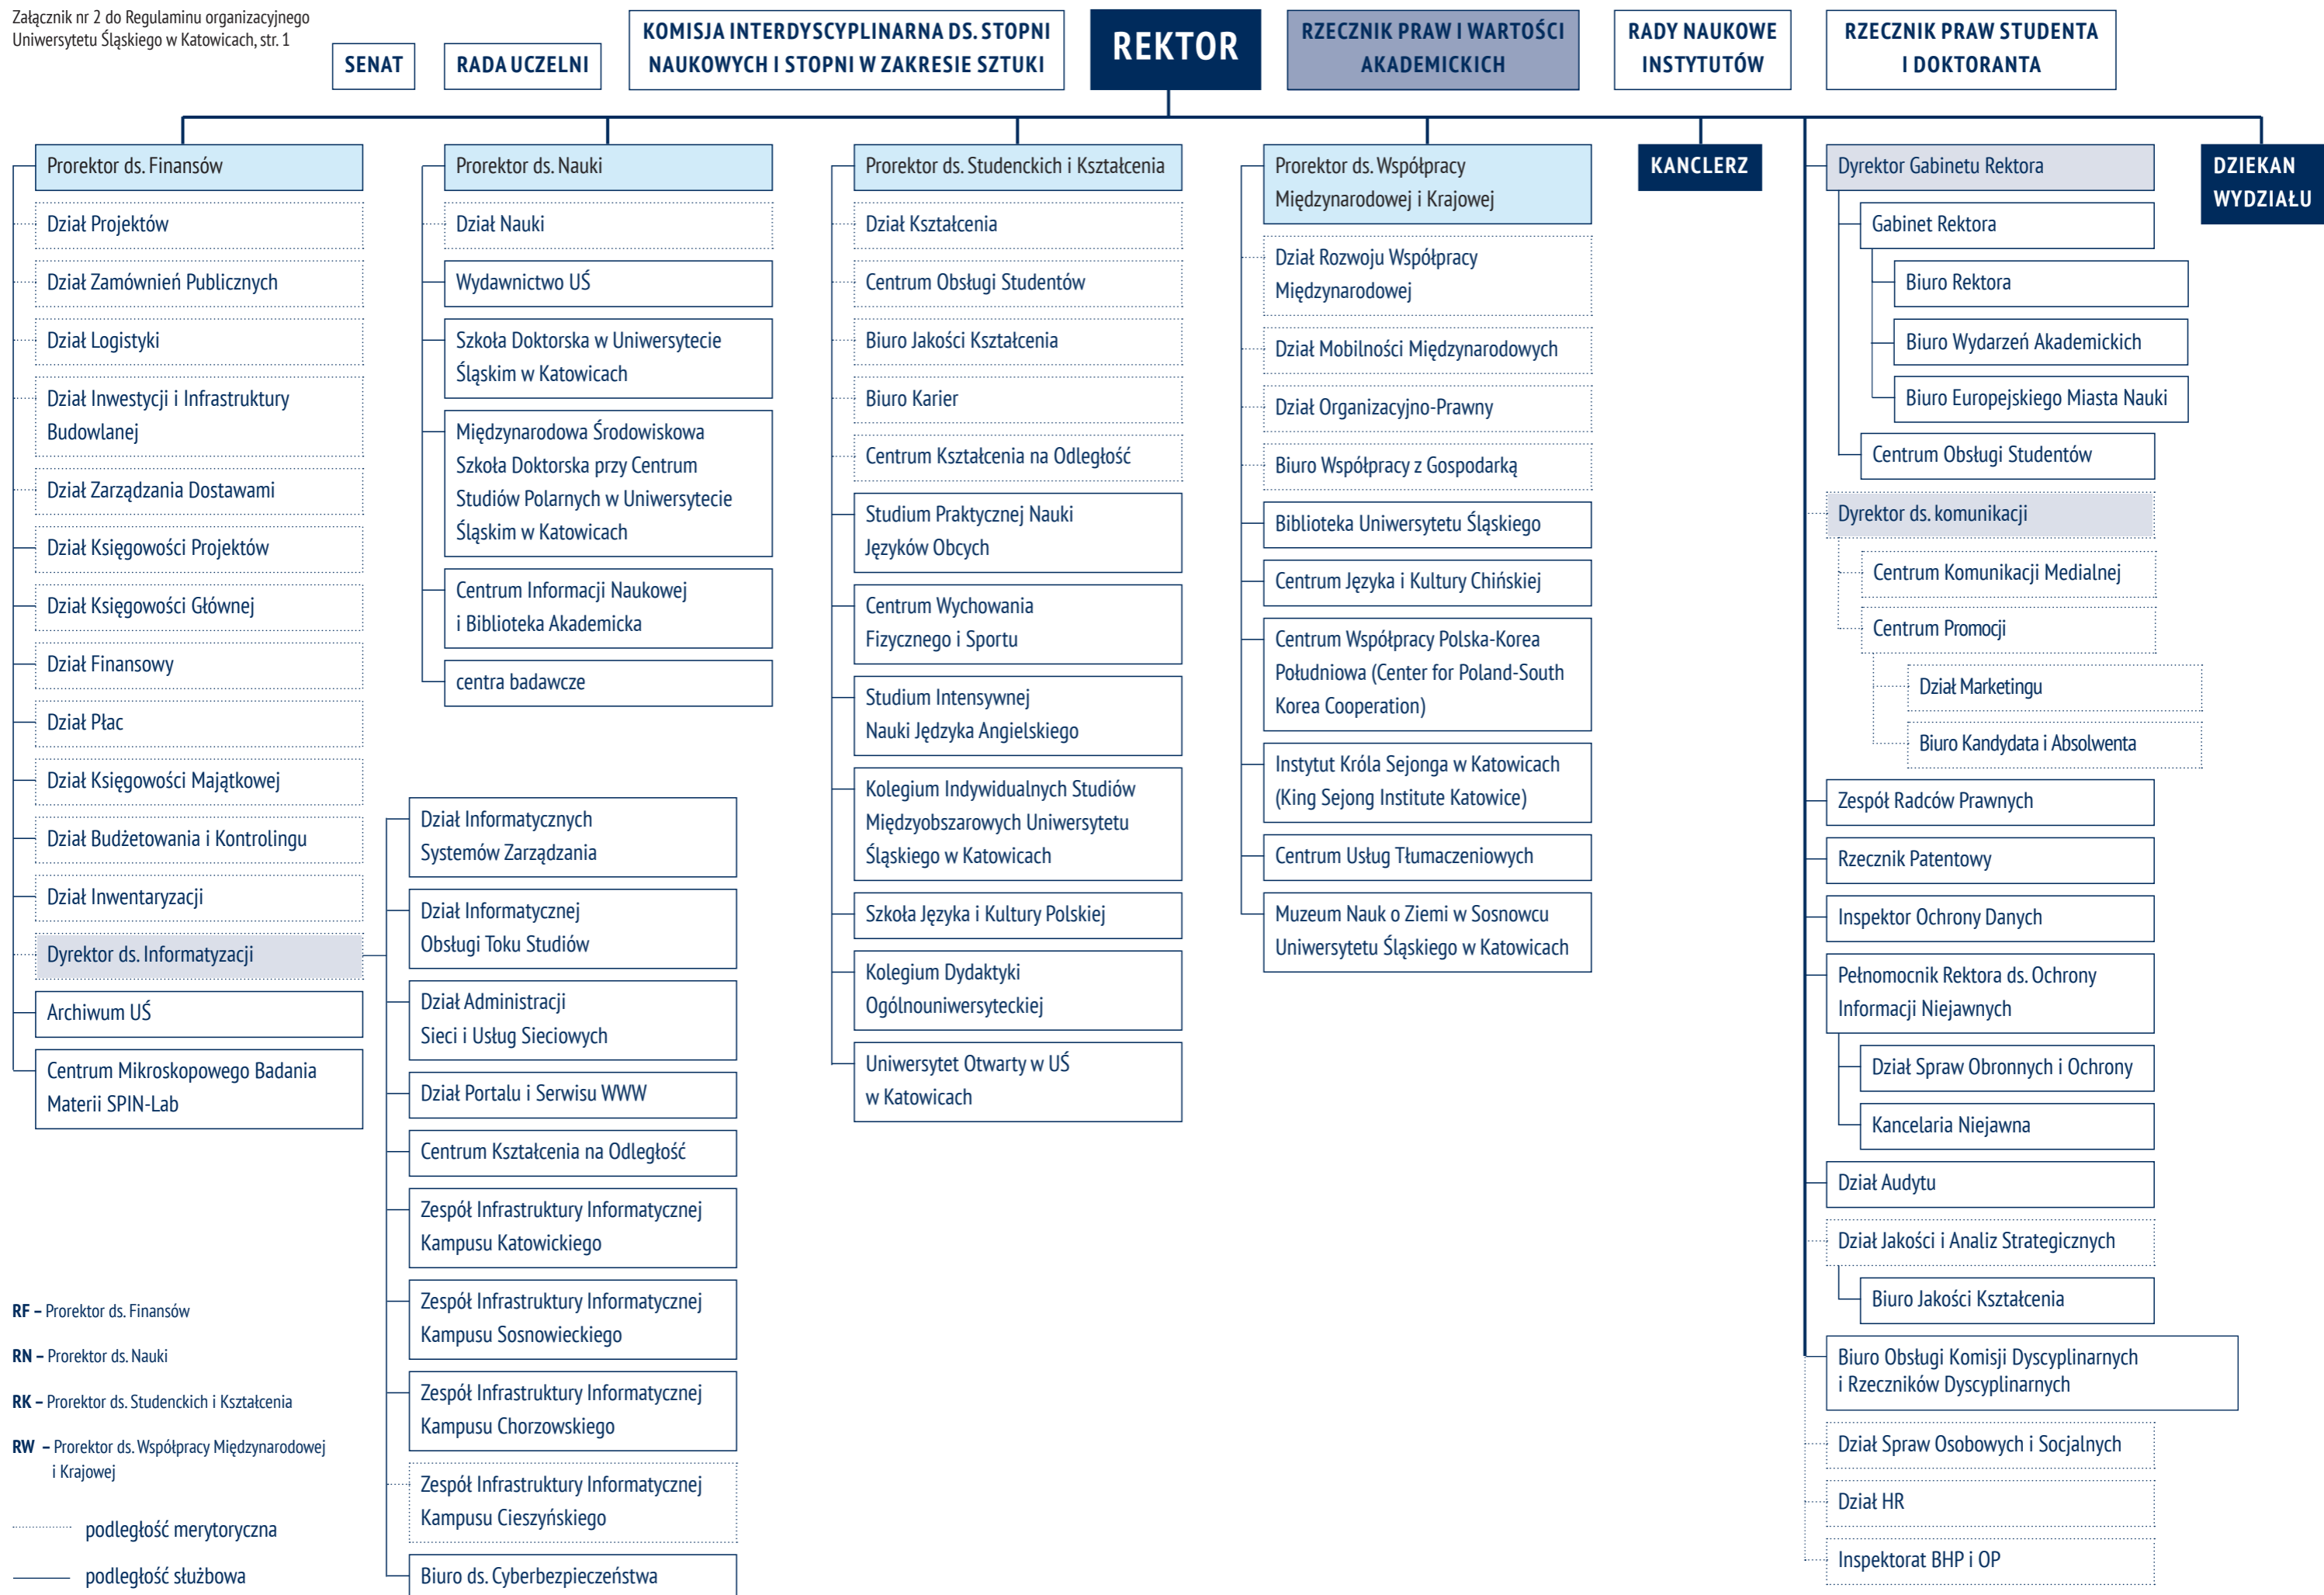 Załącznik nr 2 do Regulaminu organizacyjnego
Uniwersytetu Śląskiego w Katowicach, str. 1
SENAT
RADA UCZELNI
KOMISJA INTERDYSCYPLINARNA DS. STOPNI
NAUKOWYCH I STOPNI W ZAKRESIE SZTUKI
REKTOR
RZECZNIK PRAW I WARTOŚCI
AKADEMICKICH
RADY NAUKOWE
INSTYTUTÓW
RZECZNIK PRAW STUDENTA
I DOKTORANTA
Prorektor ds. Finansów
Dział Projektów
Dział Zamównień Publicznych
Dział Logistyki
Dział Inwestycji i Infrastruktury
Budowlanej
Dział Zarządzania Dostawami
Dział Księgowości Projektów
Dział Księgowości Głównej
Dział Finansowy
Dział Płac
Dział Księgowości Majątkowej
Dział Budżetowania i Kontrolingu
Dział Inwentaryzacji
Dyrektor ds. Informatyzacji
Archiwum UŚ
Centrum Mikroskopowego Badania
Materii SPIN-Lab
Dział Informatycznych
Systemów Zarządzania
Dział Informatycznej
Obsługi Toku Studiów
Dział Administracji
Sieci i Usług Sieciowych
Dział Portalu i Serwisu WWW
Centrum Kształcenia na Odległość
Zespół Infrastruktury Informatycznej
Kampusu Katowickiego
Zespół Infrastruktury Informatycznej
Kampusu Sosnowieckiego
Zespół Infrastruktury Informatycznej
Kampusu Chorzowskiego
Zespół Infrastruktury Informatycznej
Kampusu Cieszyńskiego
Biuro ds. Cyberbezpieczeństwa
Prorektor ds. Nauki
Dział Nauki
Wydawnictwo UŚ
Szkoła Doktorska w Uniwersytecie
Śląskim w Katowicach
Międzynarodowa Środowiskowa
Szkoła Doktorska przy Centrum
Studiów Polarnych w Uniwersytecie
Śląskim w Katowicach
Centrum Informacji Naukowej
i Biblioteka Akademicka
centra badawcze
Prorektor ds. Studenckich i Kształcenia
Dział Kształcenia
Centrum Obsługi Studentów
Biuro Jakości Kształcenia
Biuro Karier
Centrum Kształcenia na Odległość
Studium Praktycznej Nauki
Języków Obcych
Centrum Wychowania
Fizycznego i Sportu
Studium Intensywnej
Nauki Jędzyka Angielskiego
Kolegium Indywidualnych Studiów
Międzyobszarowych Uniwersytetu
Śląskiego w Katowicach
Szkoła Języka i Kultury Polskiej
Kolegium Dydaktyki
Ogólnouniwersyteckiej
Uniwersytet Otwarty w UŚ
w Katowicach
Prorektor ds. Współpracy
Międzynarodowej i Krajowej
Dział Rozwoju Współpracy
Międzynarodowej
Dział Mobilności Międzynarodowych
Dział Organizacyjno-Prawny
Biuro Współpracy z Gospodarką
Biblioteka Uniwersytetu Śląskiego
Centrum Języka i Kultury Chińskiej
Centrum Współpracy Polska-Korea
Południowa (Center for Poland-South
Korea Cooperation)
Instytut Króla Sejonga w Katowicach
(King Sejong Institute Katowice)
Centrum Usług Tłumaczeniowych
Muzeum Nauk o Ziemi w Sosnowcu
Uniwersytetu Śląskiego w Katowicach
KANCLERZ
Dyrektor Gabinetu Rektora
Gabinet Rektora
Biuro Rektora
Biuro Wydarzeń Akademickich
Biuro Europejskiego Miasta Nauki
Centrum Obsługi Studentów
Dyrektor ds. komunikacji
Centrum Komunikacji Medialnej
Centrum Promocji
Dział Marketingu
Biuro Kandydata i Absolwenta
Zespół Radców Prawnych
Rzecznik Patentowy
Inspektor Ochrony Danych
Pełnomocnik Rektora ds. Ochrony
Informacji Niejawnych
Dział Spraw Obronnych i Ochrony
Kancelaria Niejawna
Dział Audytu
Dział Jakości i Analiz Strategicznych
Biuro Jakości Kształcenia
Biuro Obsługi Komisji Dyscyplinarnych
i Rzeczników Dyscyplinarnych
Dział Spraw Osobowych i Socjalnych
Dział HR
Inspektorat BHP i OP
DZIEKAN
WYDZIAŁU
RF – Prorektor ds. Finansów
RN – Prorektor ds. Nauki
RK – Prorektor ds. Studenckich i Kształcenia
RW – Prorektor ds. Współpracy Międzynarodowej
i Krajowej
podległość merytoryczna
podległość służbowa